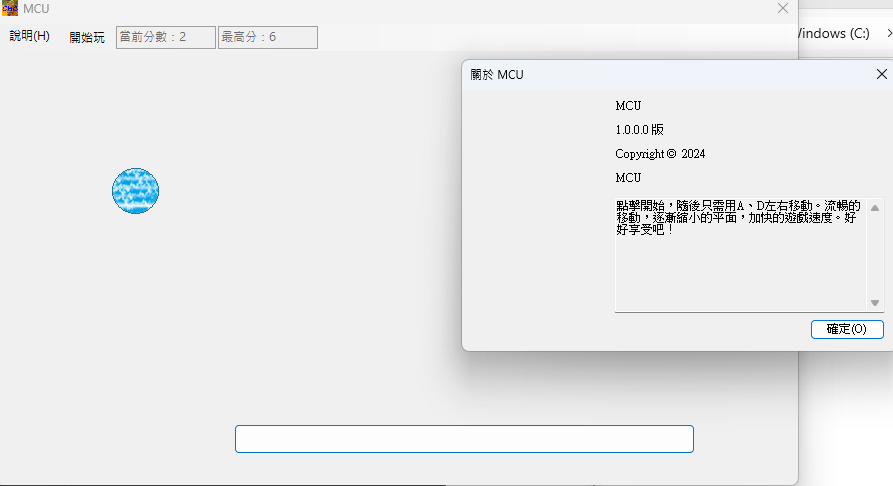 MCU
說明(H) 開始玩 當前分數：2 最高分：6
Windows (C:)
關於 MCU
MCU
1.0.0.0 版
Copyright © 2024
MCU
點擊開始，隨後只需用A、D左右移動。流暢的
移動，逐漸縮小的平面，加快的遊戲速度。好
好享受吧！
確定(O)